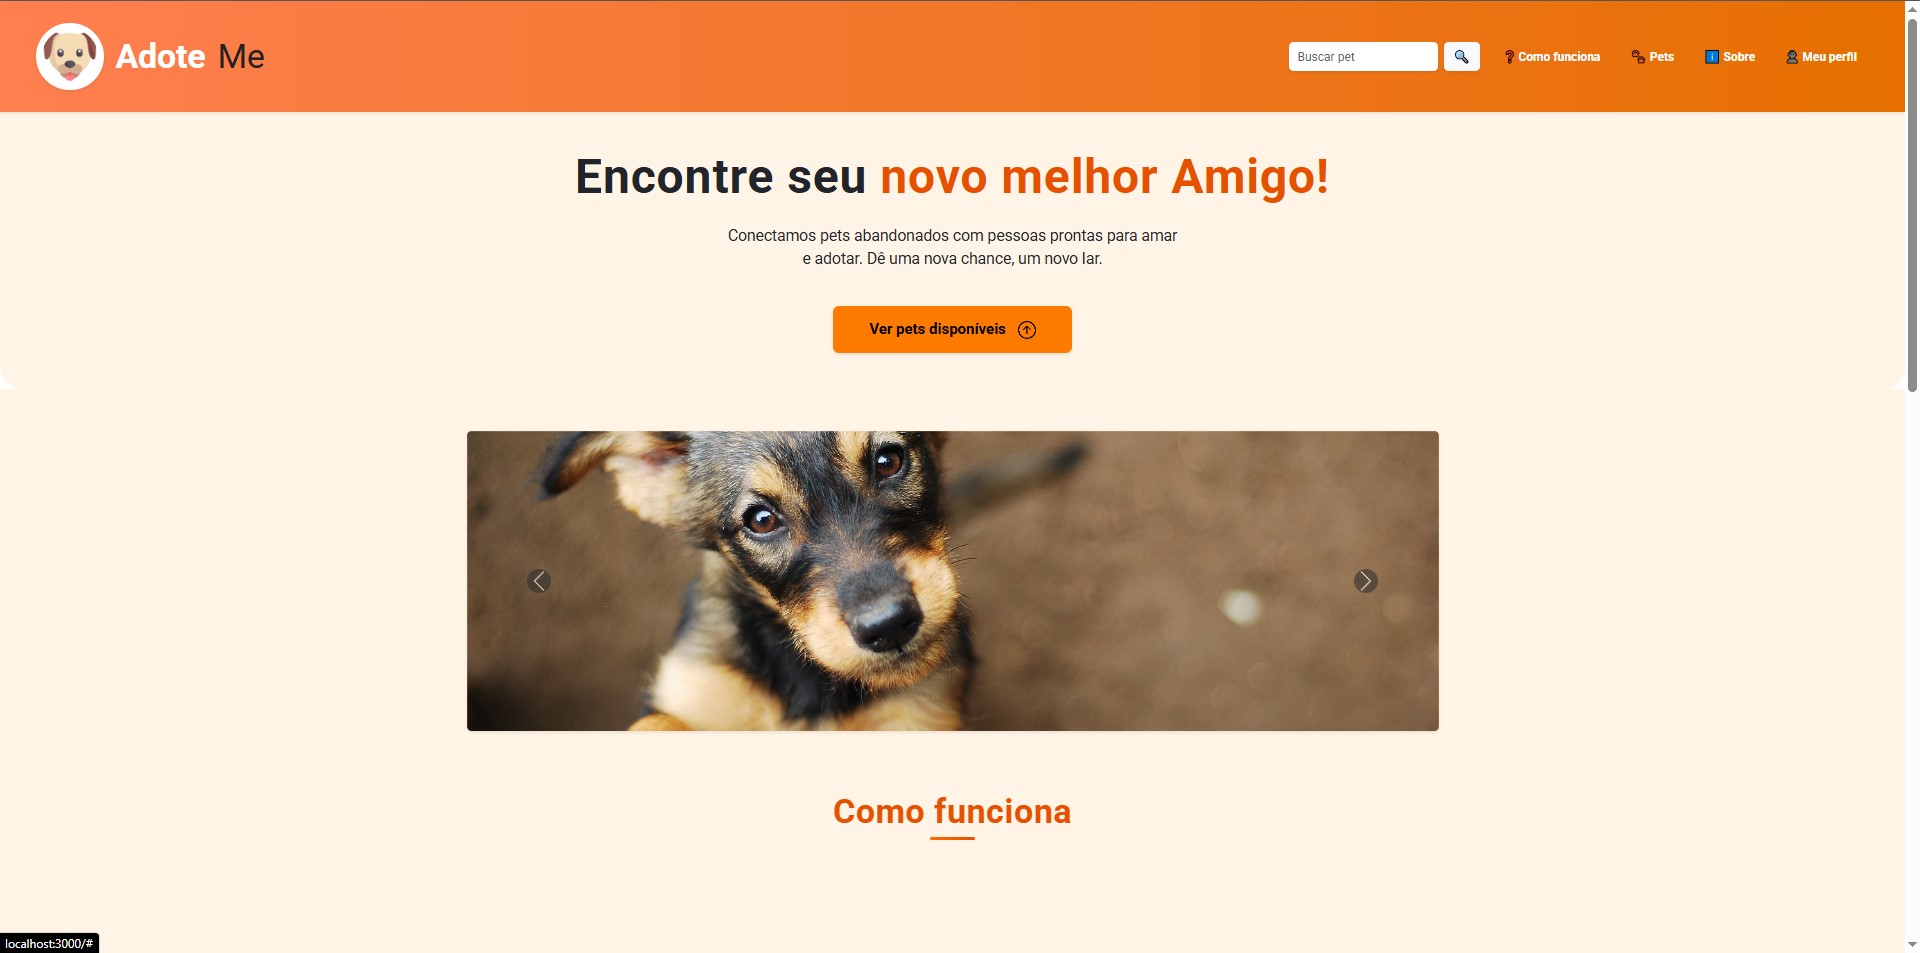 Adote Me
Buscar pet
Como funciona
Pets
Sobre
Meu perfil
Encontre seu novo melhor Amigo!
Conectamos pets abandonados com pessoas prontas para amar
e adotar. Dê uma nova chance, um novo lar.
Ver pets disponíveis
Como funciona
localhost:3000/#